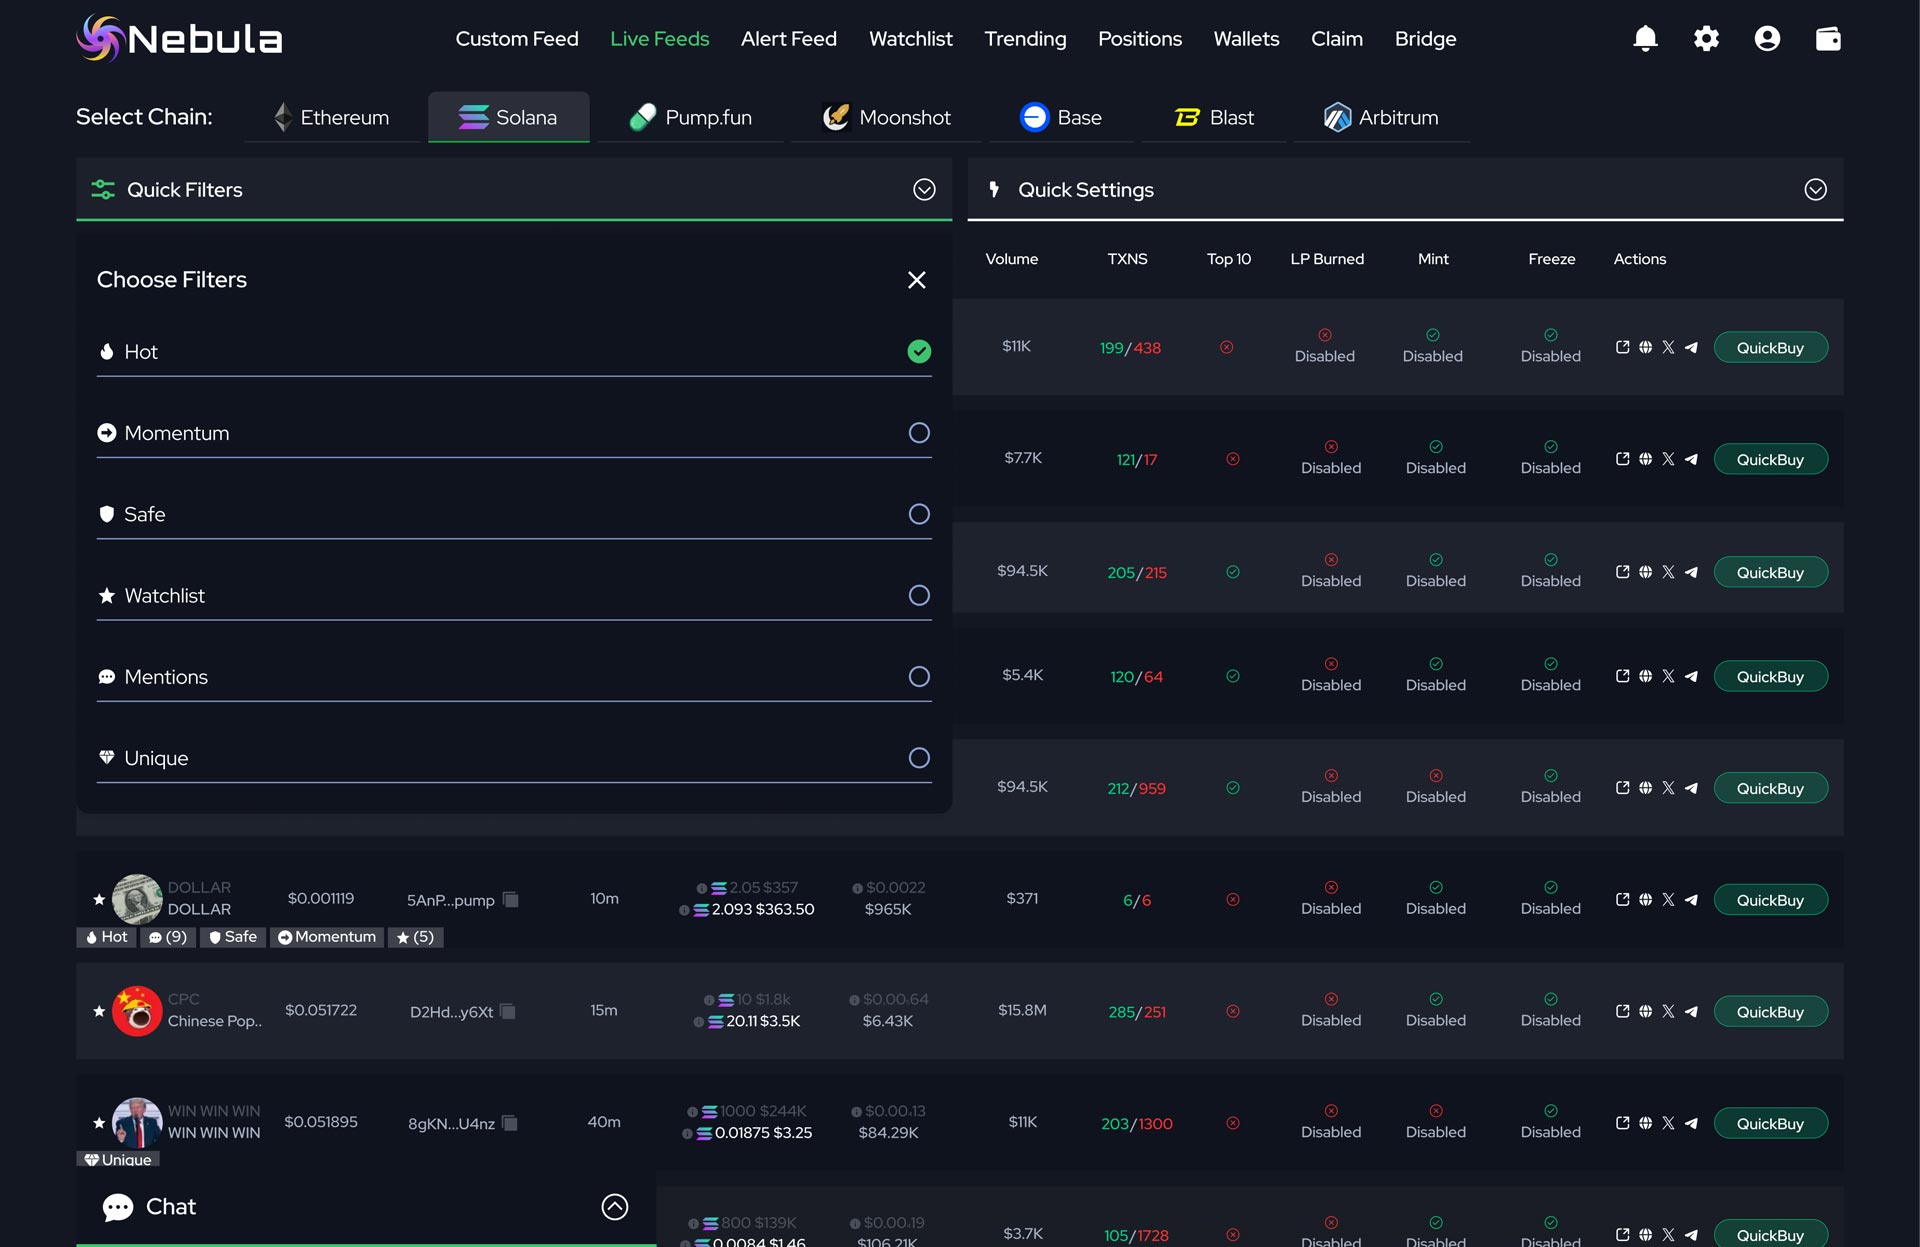 Nebula
Custom Feed Live Feeds Alert Feed Watchlist Trending Positions Wallets Claim Bridge
Select Chain: Ethereum Solana Pump.fun Moonshot Base Blast Arbitrum
Quick Filters
Quick Settings
Choose Filters
Hot
Momentum
Safe
Watchlist
Mentions
Unique
Volume TXNS Top 10 LP Burned Mint Freeze Actions
$11K 199/438 Disabled Disabled Disabled QuickBuy
$7.7K 121/17 Disabled Disabled Disabled QuickBuy
$94.5K 205/215 Disabled Disabled Disabled QuickBuy
$5.4K 120/64 Disabled Disabled Disabled QuickBuy
$94.5K 212/959 Disabled Disabled Disabled QuickBuy
DOLLAR 2.05 $357 $0.0022
DOLLAR $0.001119 5AnP...pump 10m 2.093 $363.50 $965K $371 6/6 Disabled Disabled Disabled QuickBuy
Hot (9) Safe Momentum (5)
CPC 10 $1.8k $0.00.64
Chinese Pop.. $0.051722 D2Hd...y6Xt 15m 20.11 $3.5K $6.43K $15.8M 285/251 Disabled Disabled Disabled QuickBuy
WIN WIN WIN 1000 $244K $0.00.13
WIN WIN WIN $0.051895 8gKN...U4nz 40m 0.01875 $3.25 $84.29K $11K 203/1300 Disabled Disabled Disabled QuickBuy
Unique
Chat
800 $139K $0.00.19
0.0084 $1.46 $106.21K $3.7K 105/1728 Disabled Disabled Disabled QuickBuy